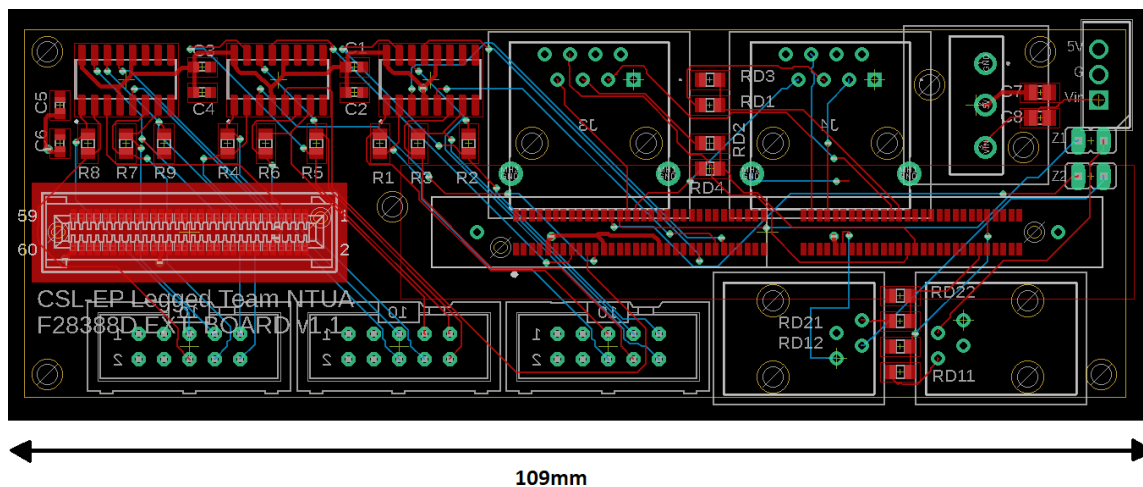 C3
C1
5V
G
Vin
C4
C2
C5
C6
RD3
RD1
RD2
RD4
J3
J4
C7
C8
Z1
Z2
R8
R7
R9
R4
R6
R5
R1
R3
R2
59
1
60
2
CSL-EP Legged Team NTUA
F28388D EXT. BOARD v1.1
10
10
10
1
2
1
2
1
2
RD22
RD21
RD12
RD11
109mm